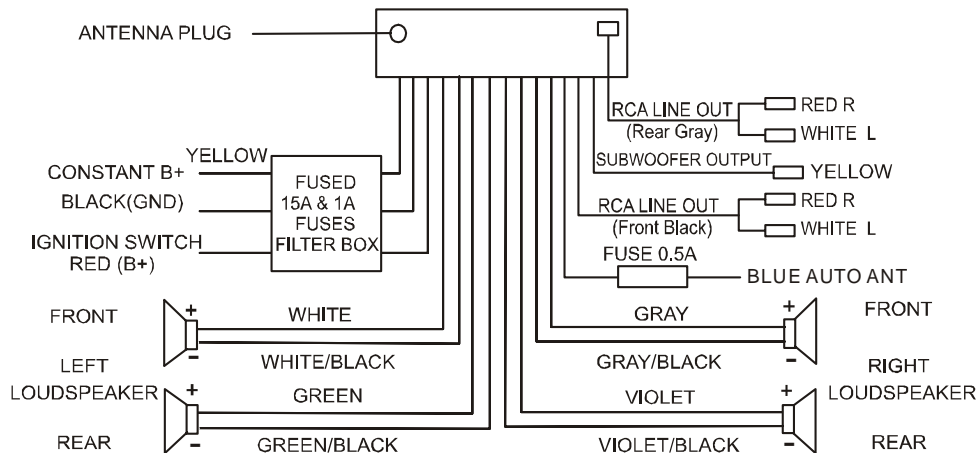 ANTENNA PLUG
RCA LINE OUT
(Rear Gray)
RED R
WHITE L
SUBWOOFER OUTPUT
YELLOW
RCA LINE OUT
(Front Black)
RED R
WHITE L
FUSE 0.5A
BLUE AUTO ANT
YELLOW
CONSTANT B+
BLACK(GND)
IGNITION SWITCH
RED (B+)
FUSED
15A & 1A
FUSES
FILTER BOX
FRONT
LEFT
LOUDSPEAKER
REAR
+
WHITE
-
WHITE/BLACK
+
GREEN
-
GREEN/BLACK
GRAY
+
GRAY/BLACK
-
VIOLET
+
VIOLET/BLACK
-
FRONT
RIGHT
LOUDSPEAKER
REAR